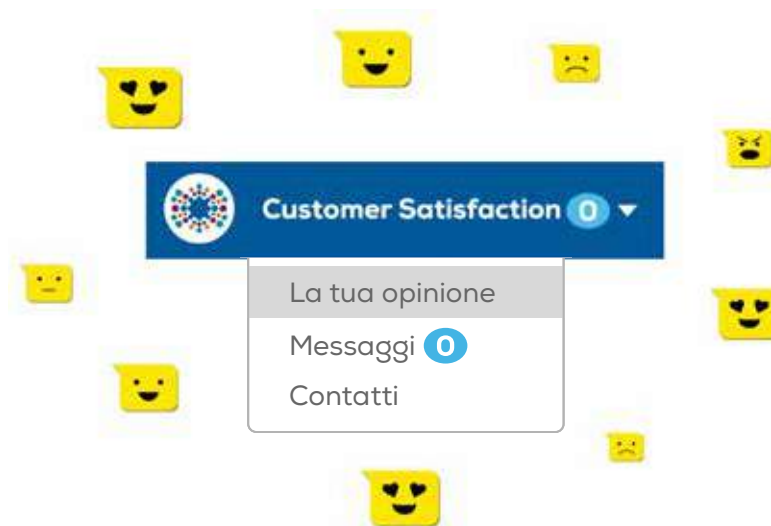 Customer Satisfaction 0
La tua opinione
Messaggi 0
Contatti